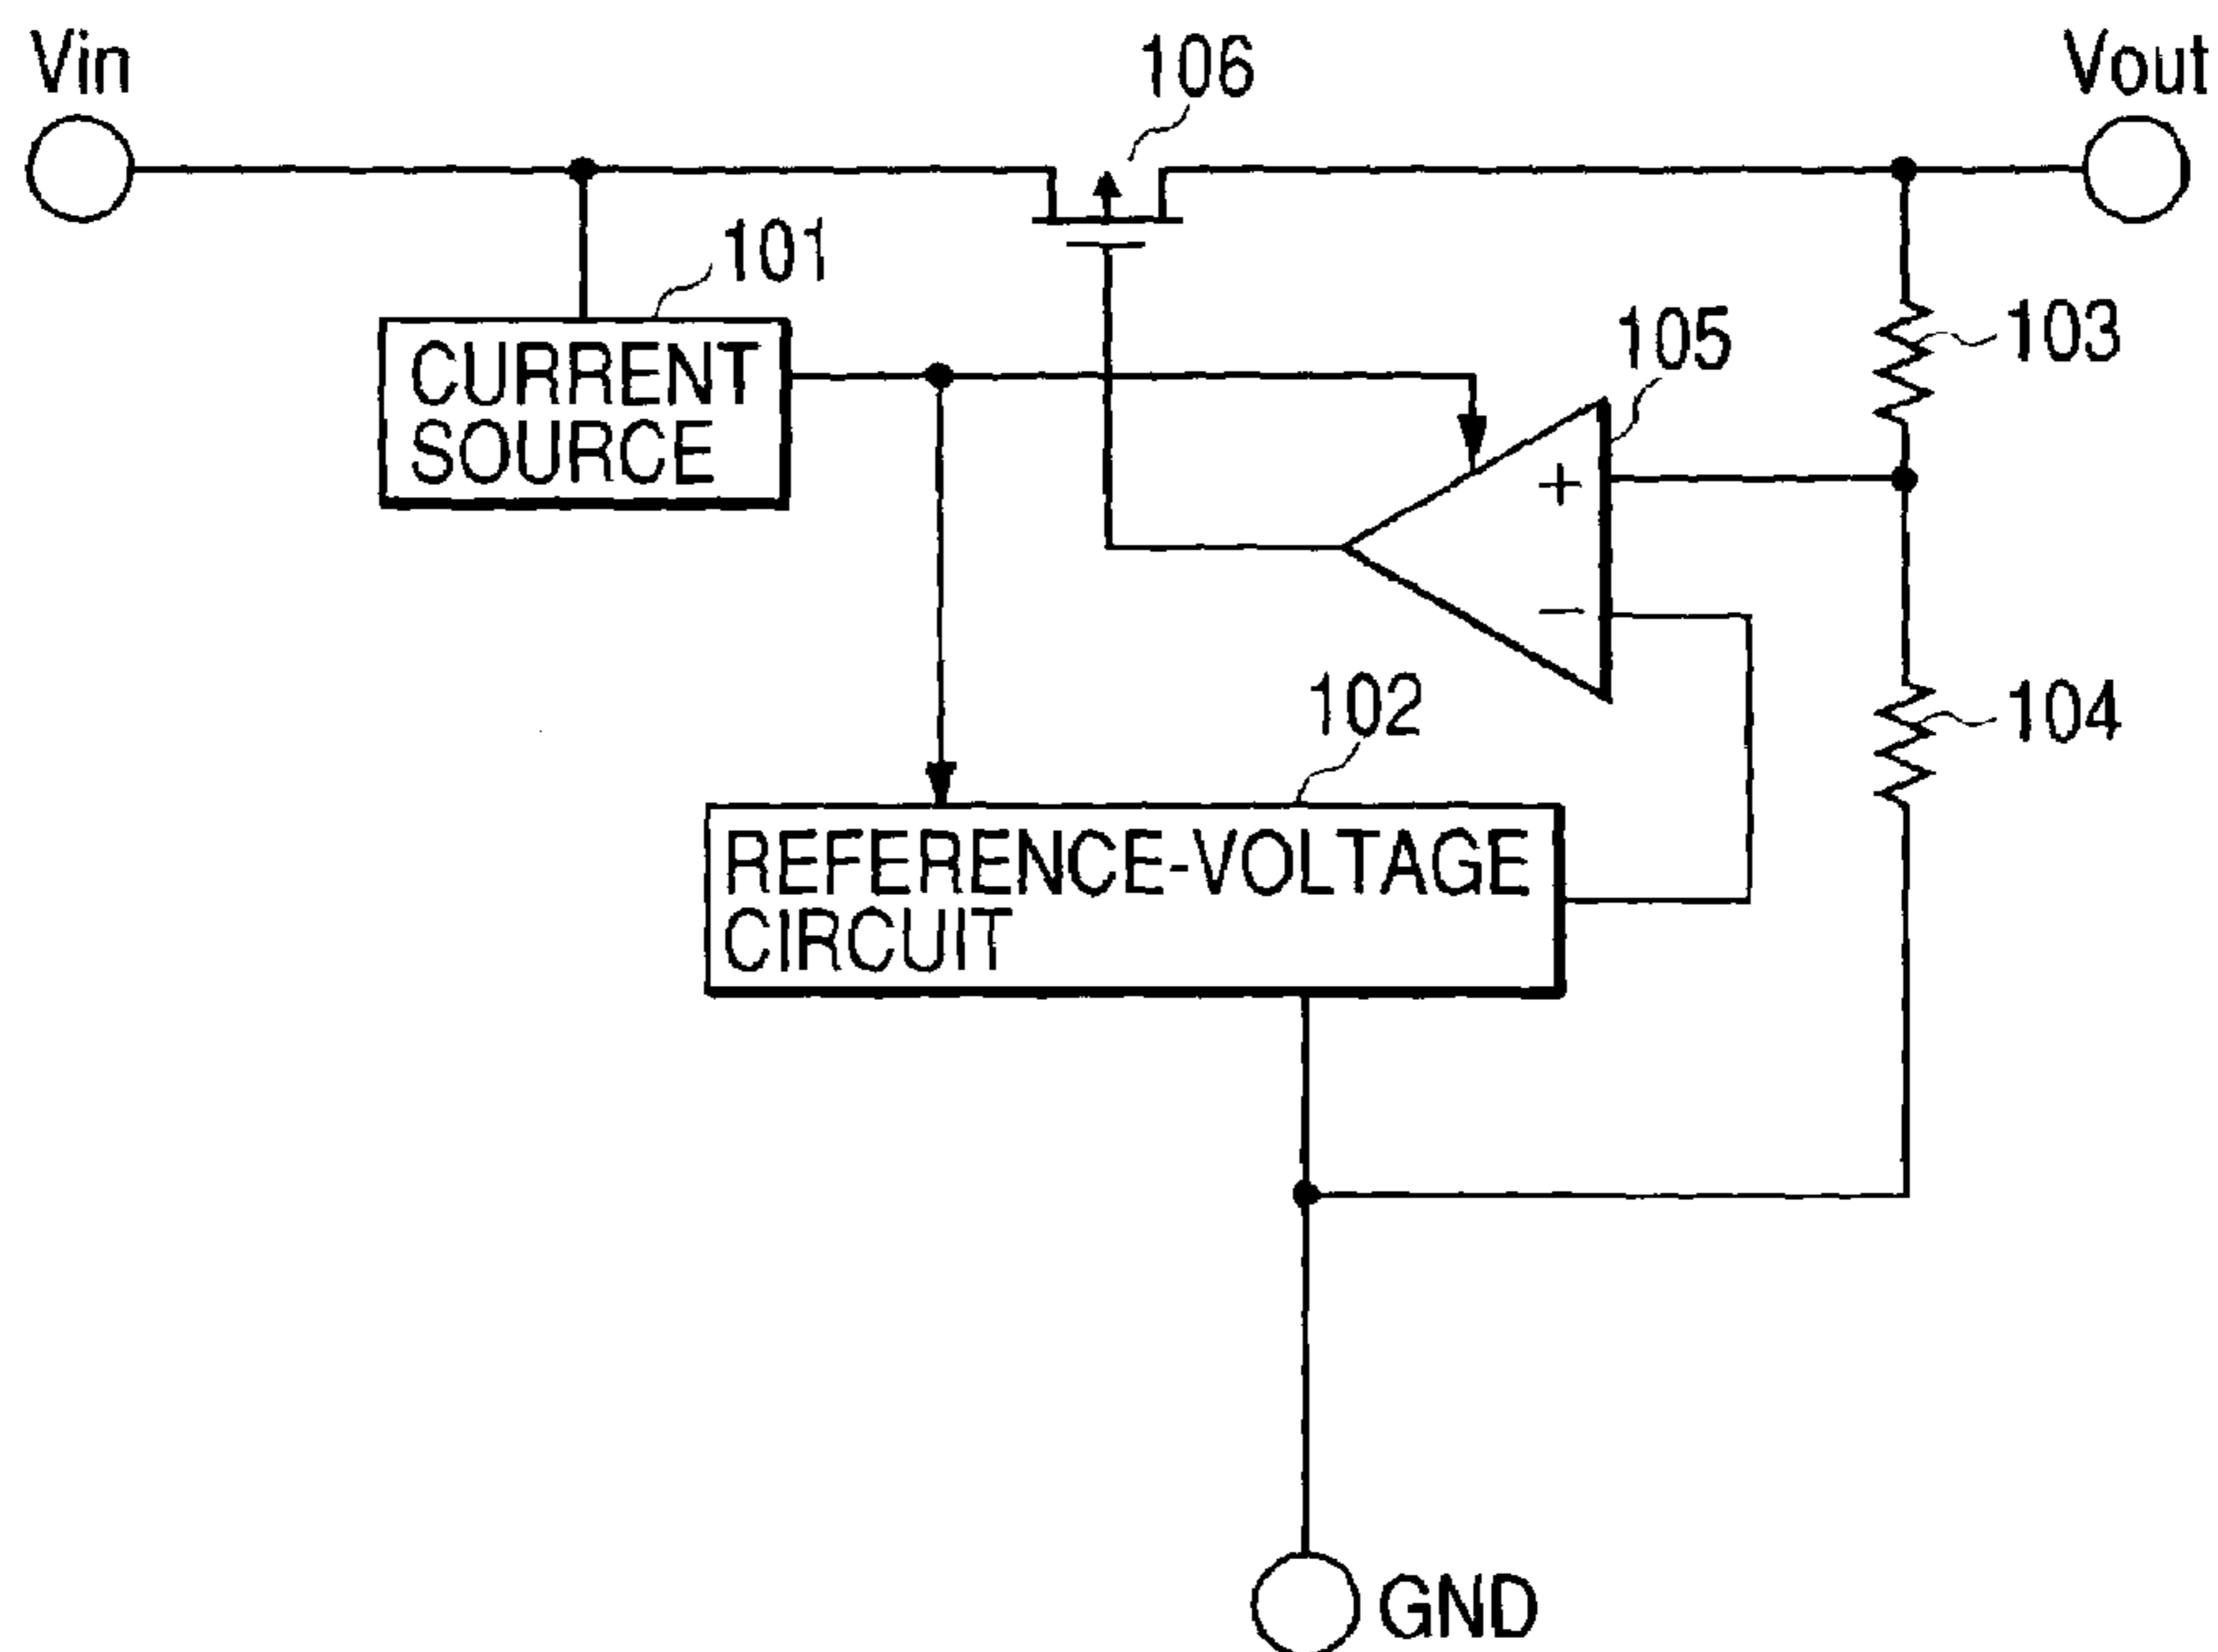 Vin
106
Vout
101
CURRENT
SOURCE
105
103
+
−
102
104
REFERENCE-VOLTAGE
CIRCUIT
GND